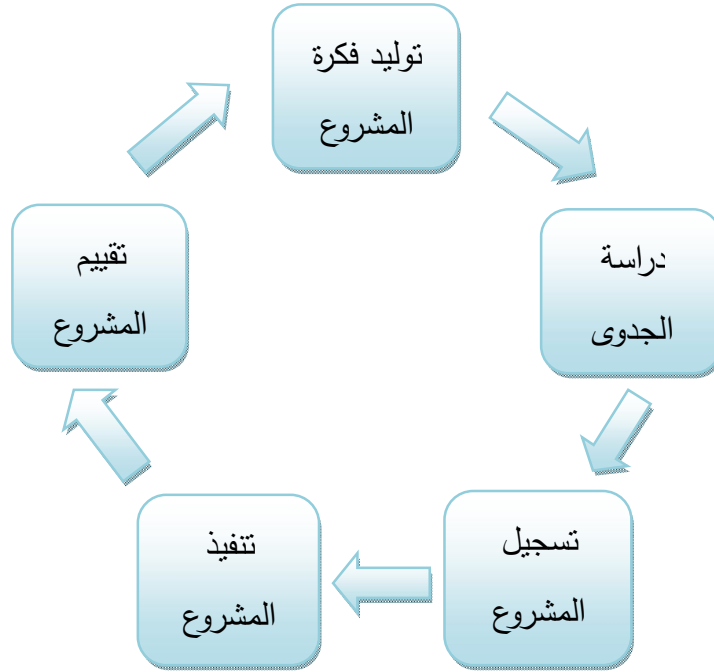 توليد فكرة
المشروع
دراسة
الجدوى
تسجيل
المشروع
تنفيذ
المشروع
تقييم
المشروع